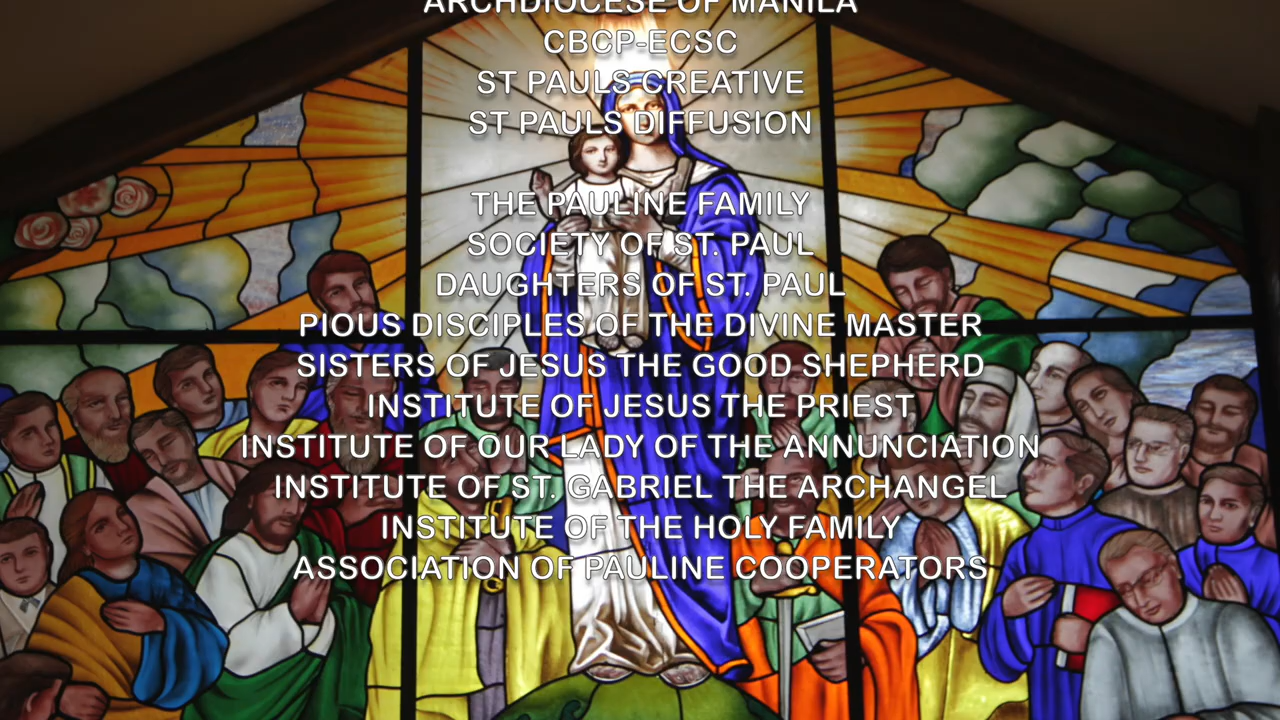 ARCHDIOCESE OF MANILA
CBCP-ECSC
ST PAULS CREATIVE
ST PAULS DIFFUSION
THE PAULINE FAMILY
SOCIETY OF ST. PAUL
DAUGHTERS OF ST. PAUL
PIOUS DISCIPLES OF THE DIVINE MASTER
SISTERS OF JESUS THE GOOD SHEPHERD
INSTITUTE OF JESUS THE PRIEST
INSTITUTE OF OUR LADY OF THE ANNUNCIATION
INSTITUTE OF ST. GABRIEL THE ARCHANGEL
INSTITUTE OF THE HOLY FAMILY
ASSOCIATION OF PAULINE COOPERATORS